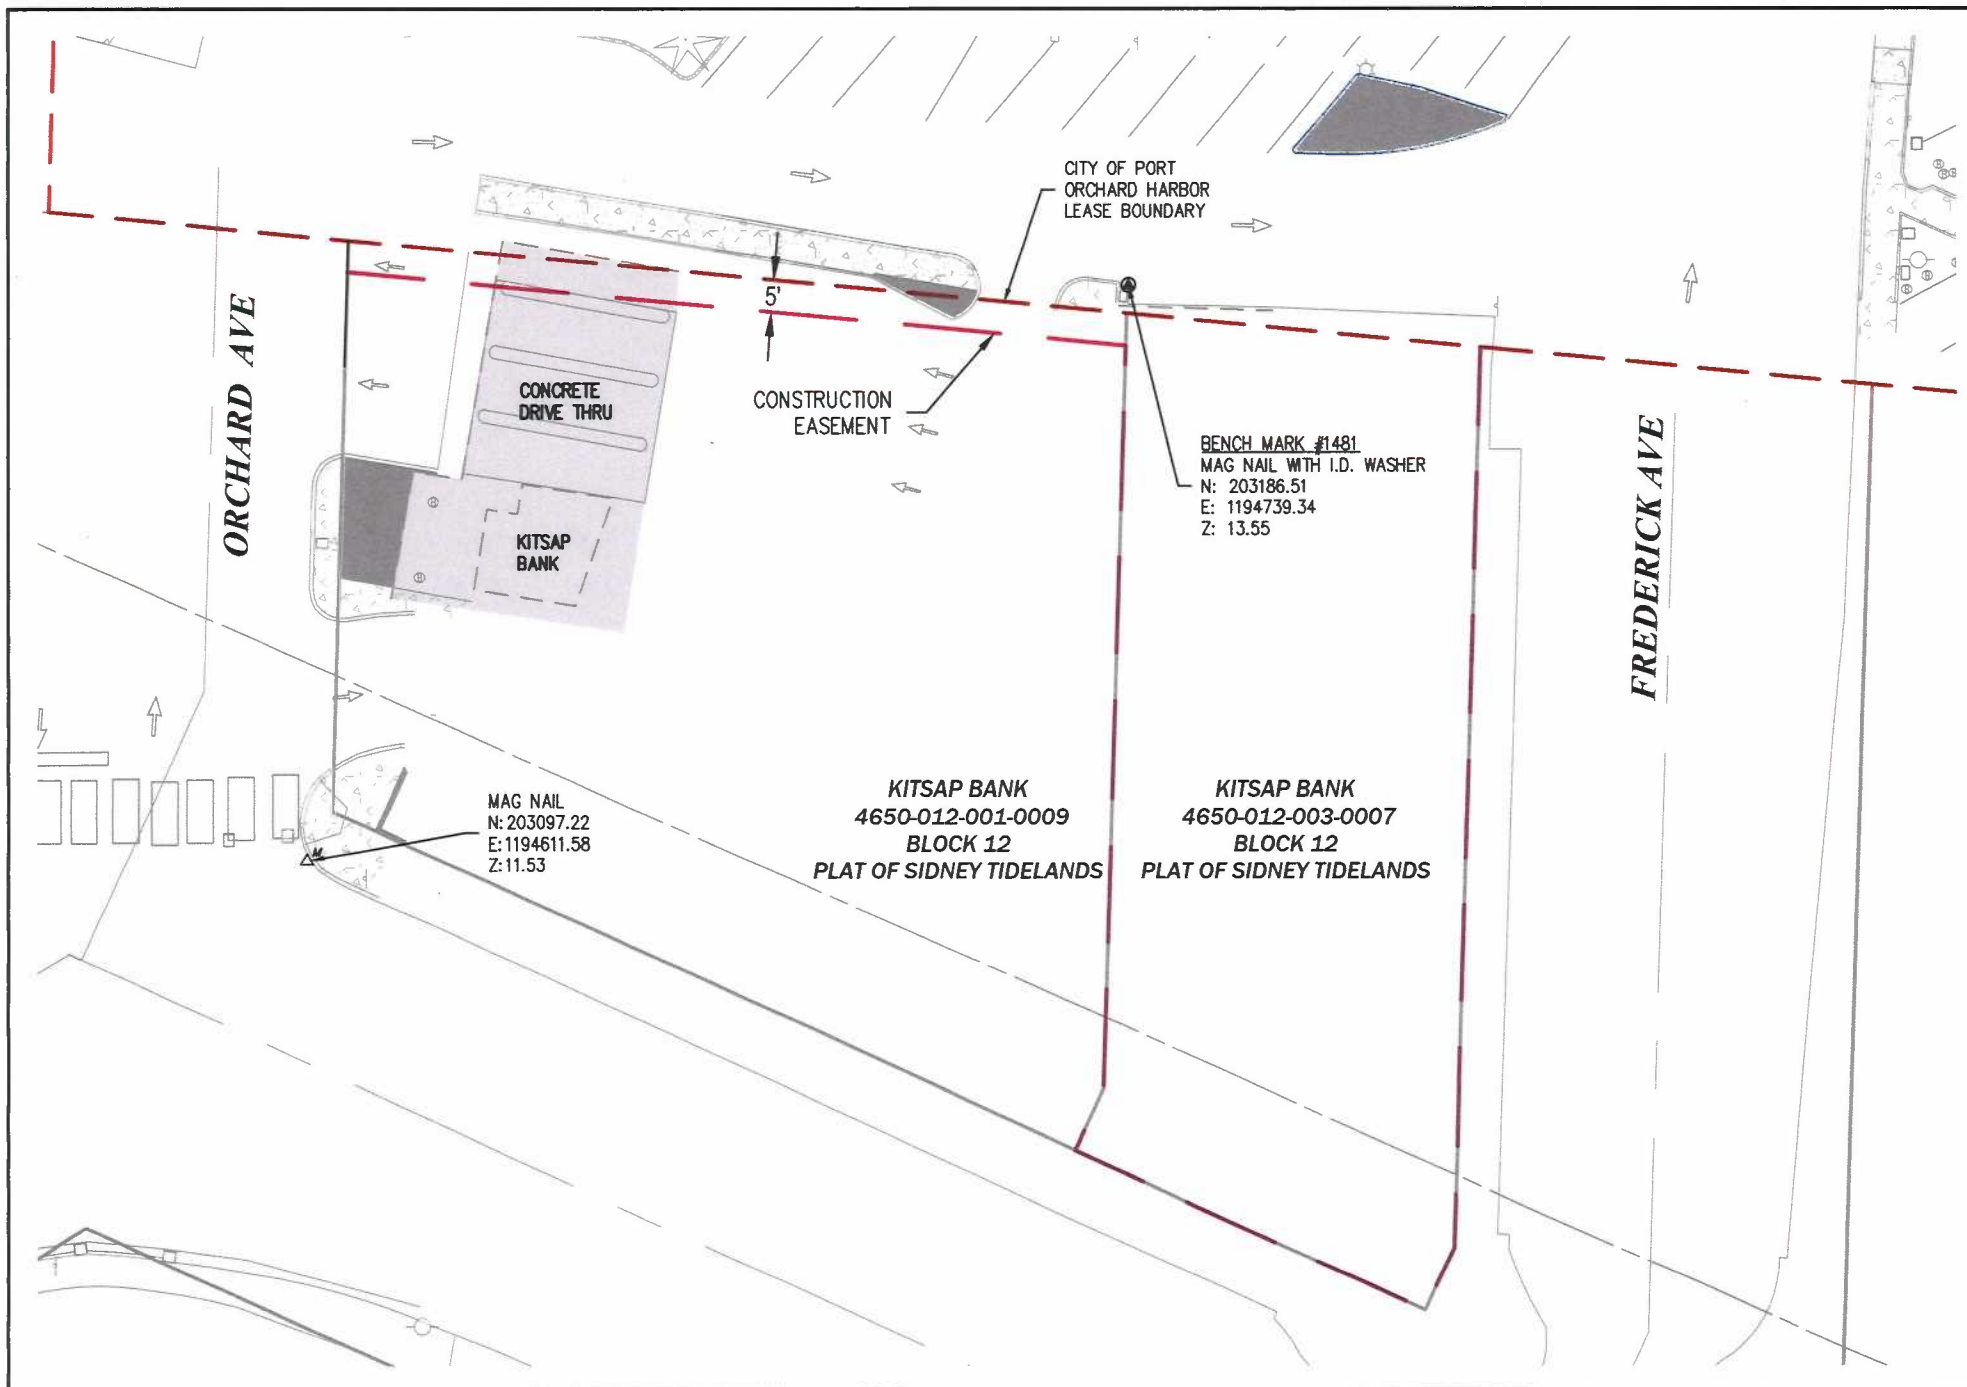 CITY OF PORT
ORCHARD HARBOR
LEASE BOUNDARY
5'
ORCHARD AVE
CONCRETE
DRIVE THRU
CONSTRUCTION
EASEMENT
BENCH MARK #1481
MAG NAIL WITH I.D. WASHER
N: 203186.51
E: 1194739.34
Z: 13.55
FREDERICK AVE
KITSAP
BANK
MAG NAIL
N: 203097.22
E: 1194611.58
Z: 11.53
KITSAP BANK
4650-012-001-0009
BLOCK 12
PLAT OF SIDNEY TIDELANDS
KITSAP BANK
4650-012-003-0007
BLOCK 12
PLAT OF SIDNEY TIDELANDS